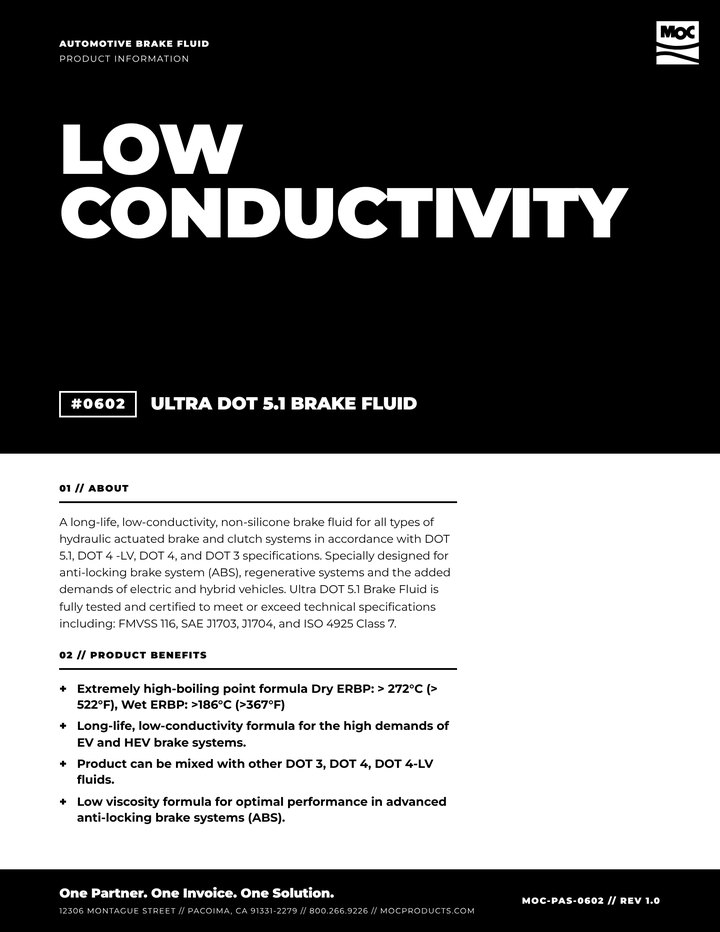 AUTOMOTIVE BRAKE FLUID
PRODUCT INFORMATION
MOC
LOW
CONDUCTIVITY
#0602 ULTRA DOT 5.1 BRAKE FLUID
01 // ABOUT
A long-life, low-conductivity, non-silicone brake fluid for all types of
hydraulic actuated brake and clutch systems in accordance with DOT
5.1, DOT 4 -LV, DOT 4, and DOT 3 specifications. Specially designed for
anti-locking brake system (ABS), regenerative systems and the added
demands of electric and hybrid vehicles. Ultra DOT 5.1 Brake Fluid is
fully tested and certified to meet or exceed technical specifications
including: FMVSS 116, SAE J1703, J1704, and ISO 4925 Class 7.
02 // PRODUCT BENEFITS
+ Extremely high-boiling point formula Dry ERBP: > 272°C (>
522°F), Wet ERBP: >186°C (>367°F)
+ Long-life, low-conductivity formula for the high demands of
EV and HEV brake systems.
+ Product can be mixed with other DOT 3, DOT 4, DOT 4-LV
fluids.
+ Low viscosity formula for optimal performance in advanced
anti-locking brake systems (ABS).
One Partner. One Invoice. One Solution.
12306 MONTAGUE STREET // PACOIMA, CA 91331-2279 // 800.266.9226 // MOCPRODUCTS.COM
MOC-PAS-0602 // REV 1.0